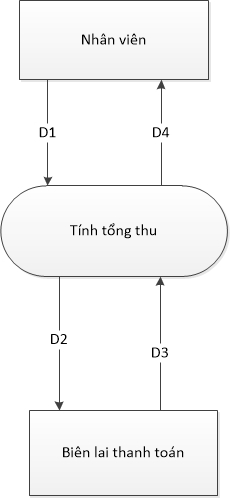 Nhân viên
D1
D4
Tính tổng thu
D2
D3
Biên lai thanh toán